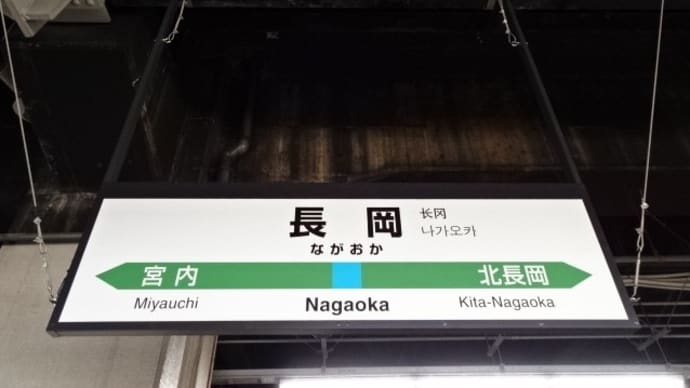 長岡
长冈
나가오카
ながおか
宮内
北長岡
Miyauchi
Nagaoka
Kita-Nagaoka